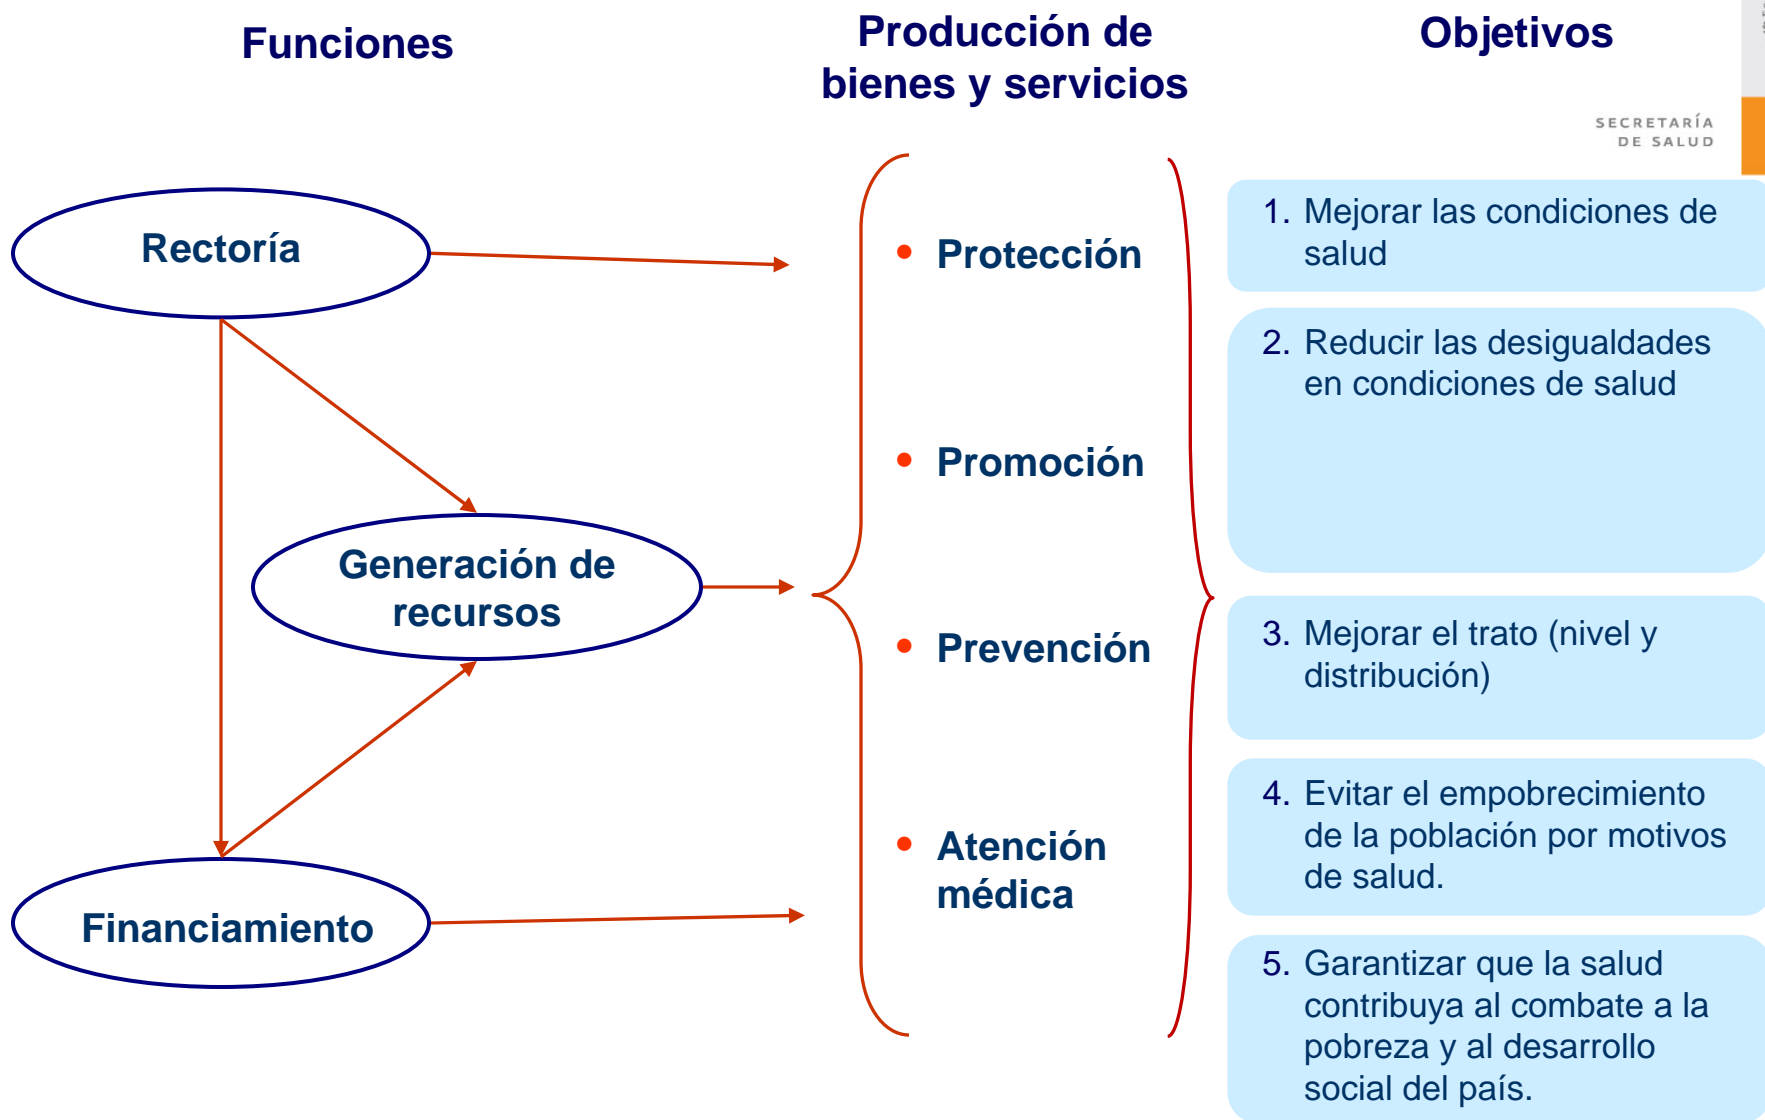 Funciones
Producción de
bienes y servicios
Objetivos
SECRETARÍA
DE SALUD
Rectoría
Generación de
recursos
Financiamiento
• Protección
• Promoción
• Prevención
• Atención
médica
1. Mejorar las condiciones de
salud
2. Reducir las desigualdades
en condiciones de salud
3. Mejorar el trato (nivel y
distribución)
4. Evitar el empobrecimiento
de la población por motivos
de salud.
5. Garantizar que la salud
contribuya al combate a la
pobreza y al desarrollo
social del país.